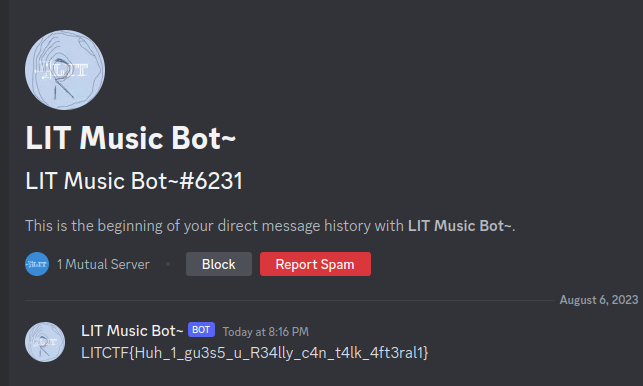 LIT
LIT Music Bot~
LIT Music Bot~#6231
This is the beginning of your direct message history with LIT Music Bot~.
1 Mutual Server Block Report Spam
August 6, 2023
LIT Music Bot~ BOT Today at 8:16 PM
LITCTF{Huh_1_gu3s5_u_R34lly_c4n_t4lk_4ft3ral1}